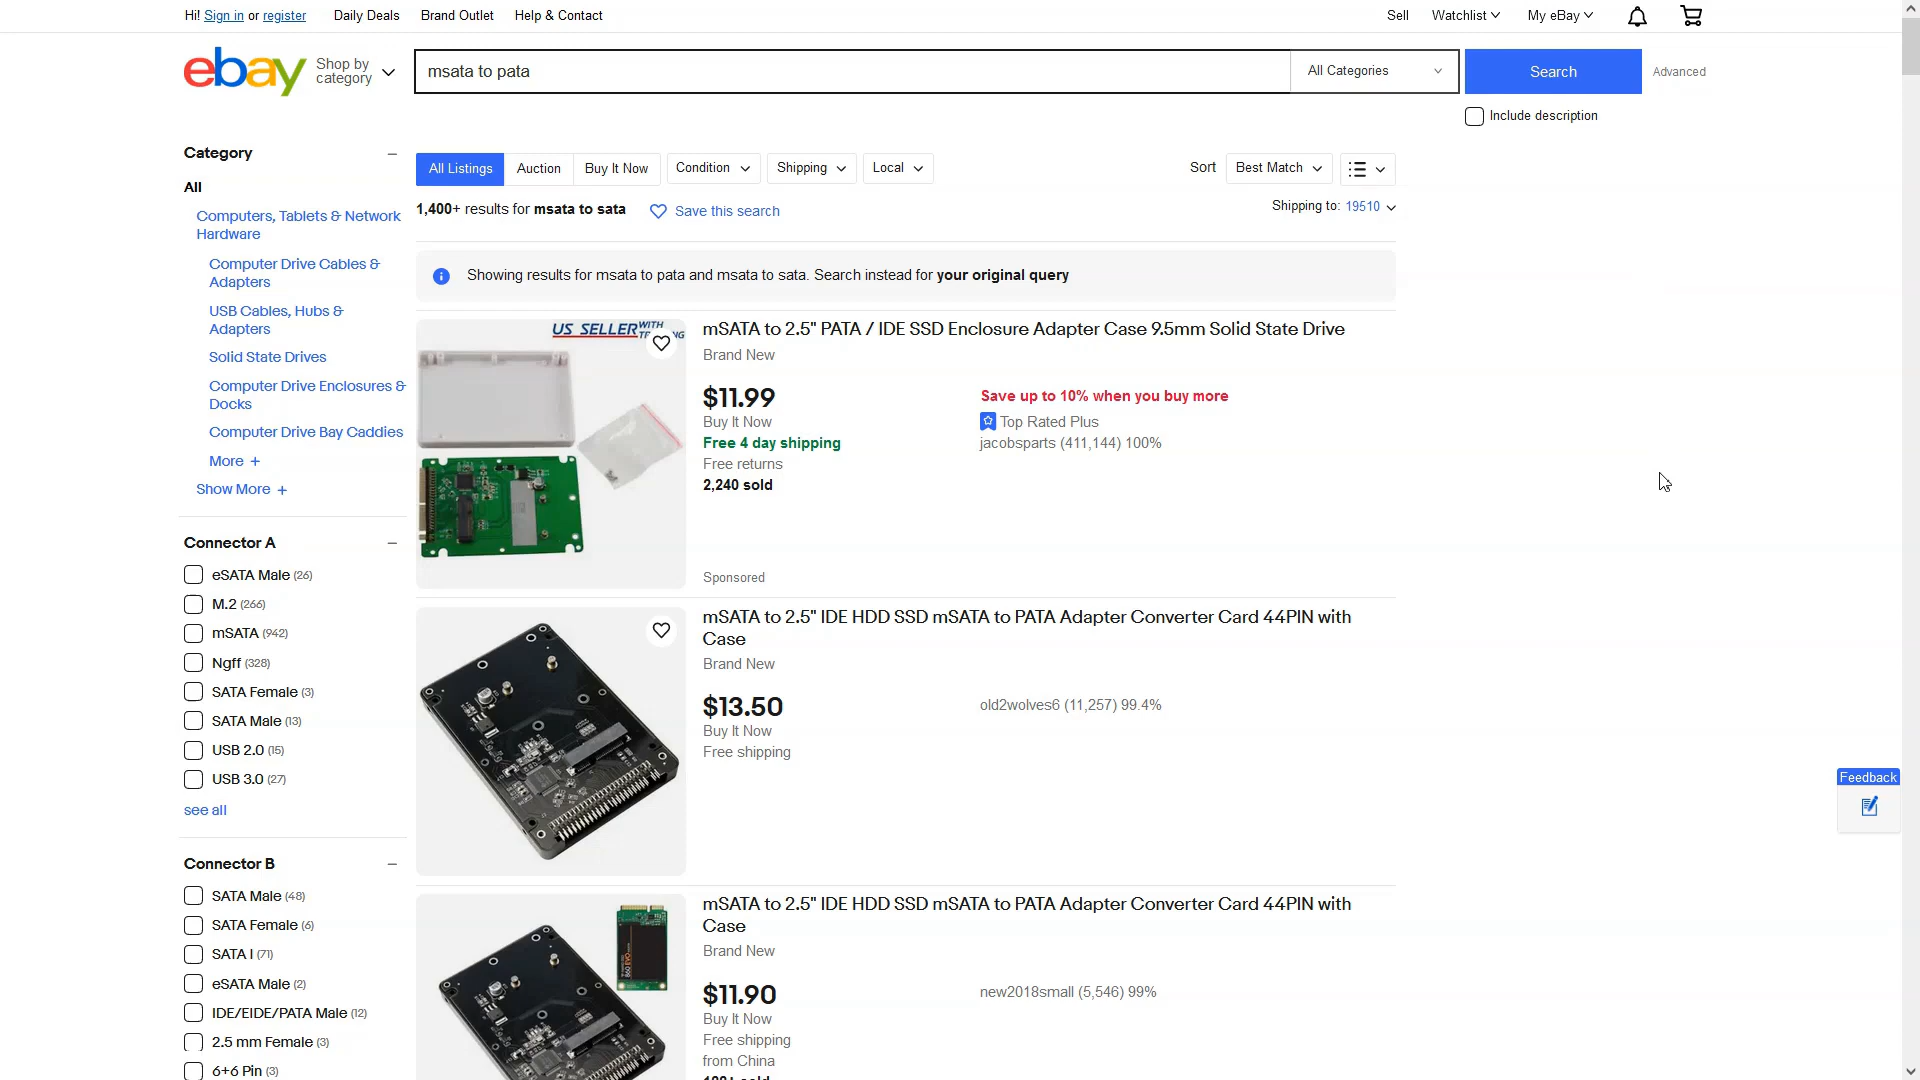 Hi! Sign in or register
Daily Deals
Brand Outlet
Help & Contact
Sell
Watchlist
My eBay
ebay
Shop by
category
msata to pata
All Categories
Search
Advanced
Include description
Category
All
Computers, Tablets & Network
Hardware
Computer Drive Cables &
Adapters
USB Cables, Hubs &
Adapters
Solid State Drives
Computer Drive Enclosures &
Docks
Computer Drive Bay Caddies
More +
Show More +
Connector A
eSATA Male (26)
M.2 (266)
mSATA (942)
Ngff (328)
SATA Female (3)
SATA Male (13)
USB 2.0 (15)
USB 3.0 (27)
see all
Connector B
SATA Male (48)
SATA Female (6)
SATA I (71)
eSATA Male (2)
IDE/EIDE/PATA Male (12)
2.5 mm Female (3)
6+6 Pin (3)
All Listings
Auction
Buy It Now
Condition
Shipping
Local
Sort
Best Match
1,400+ results for msata to sata
Save this search
Shipping to: 19510
Showing results for msata to pata and msata to sata. Search instead for your original query
US SELLER WITH
mSATA to 2.5" PATA / IDE SSD Enclosure Adapter Case 9.5mm Solid State Drive
Brand New
$11.99
Buy It Now
Free 4 day shipping
Free returns
2,240 sold
Save up to 10% when you buy more
Top Rated Plus
jacobsparts (411,144) 100%
Sponsored
mSATA to 2.5" IDE HDD SSD mSATA to PATA Adapter Converter Card 44PIN with
Case
Brand New
$13.50
Buy It Now
Free shipping
old2wolves6 (11,257) 99.4%
mSATA to 2.5" IDE HDD SSD mSATA to PATA Adapter Converter Card 44PIN with
Case
Brand New
$11.90
Buy It Now
Free shipping
from China
new2018small (5,546) 99%
860 EVO
Feedback